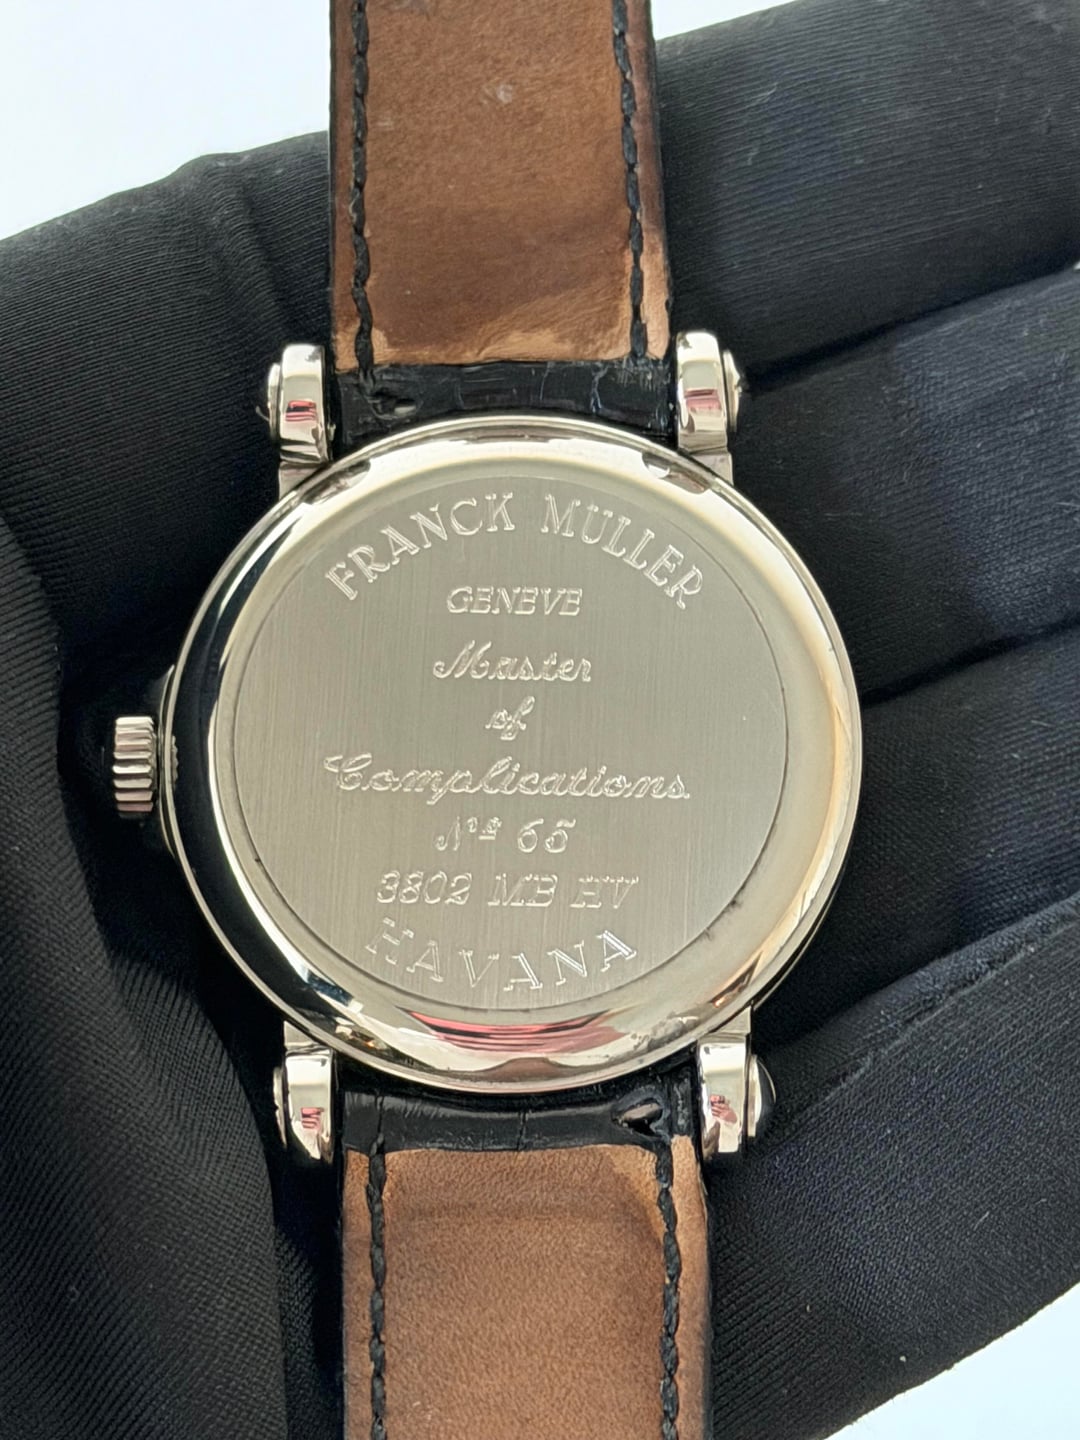 FRANCK MULLER
GENEVE
Master
of
Complications
Nº 65
3802 MB HV
HAVANA